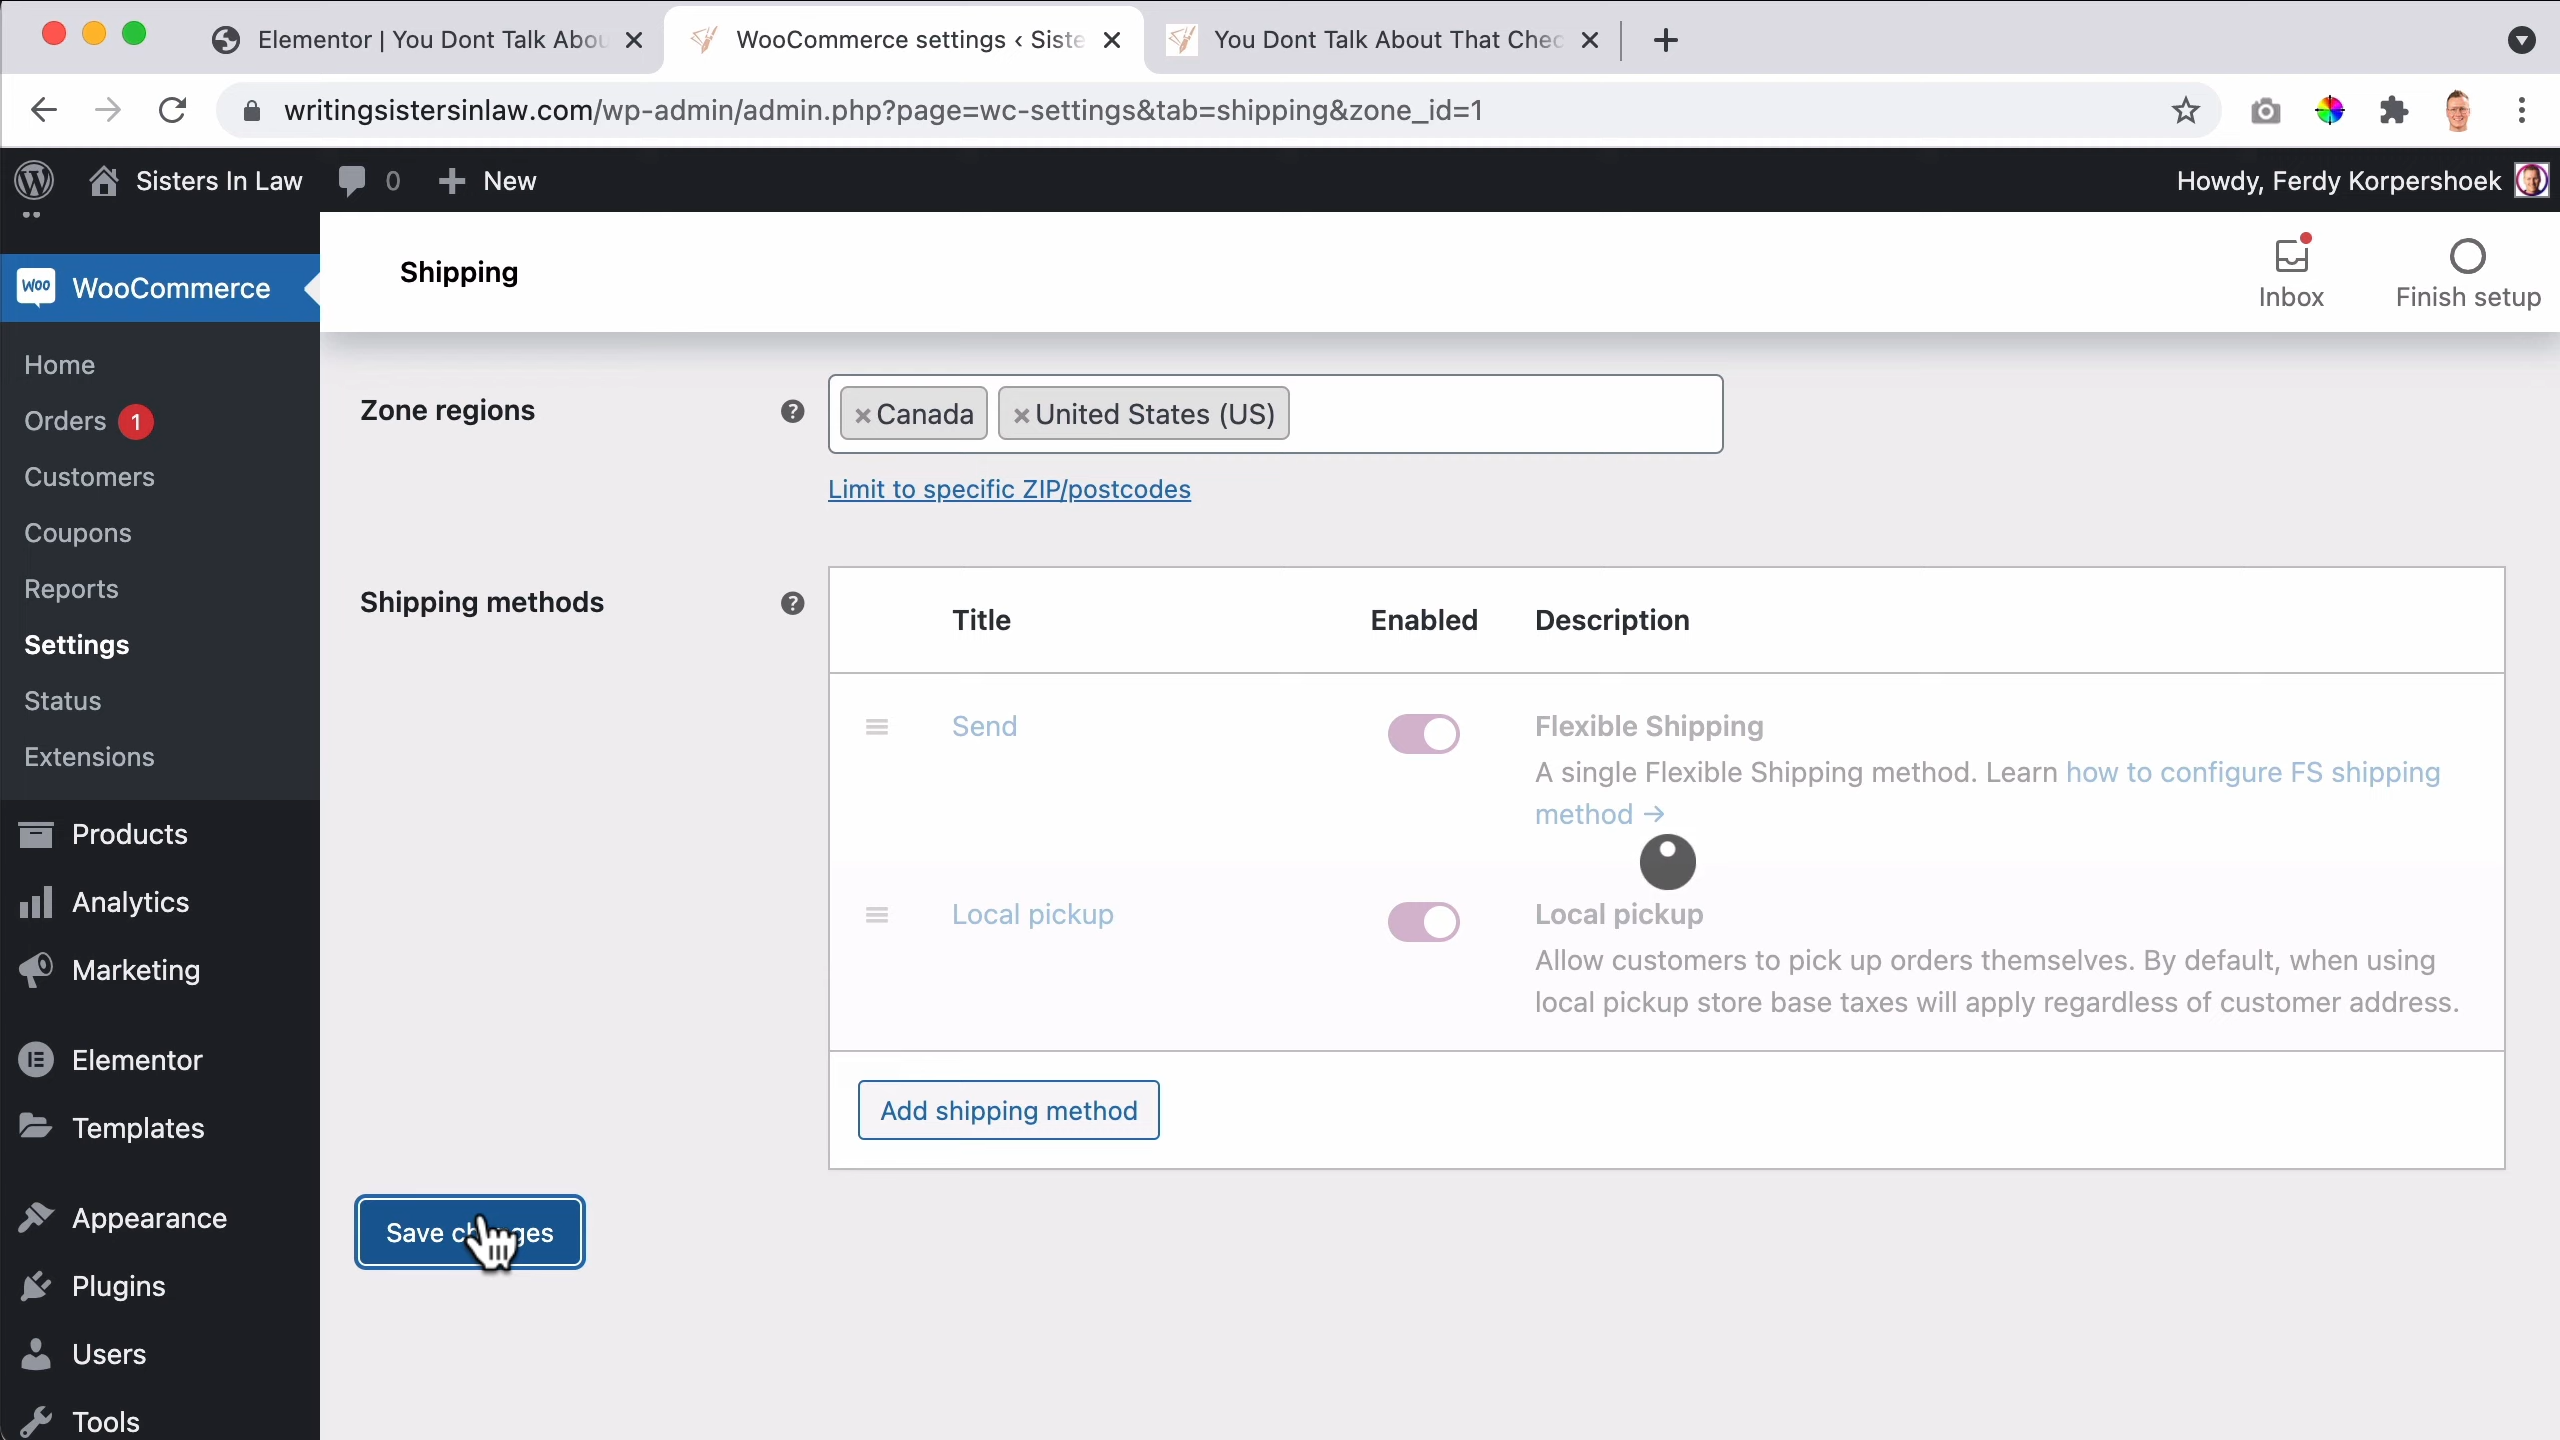 Elementor | You Dont Talk Abou
WooCommerce settings ‹ Siste
You Dont Talk About That Chec
writingsistersinlaw.com/wp-admin/admin.php?page=wc-settings&tab=shipping&zone_id=1
Sisters In Law
0
New
Howdy, Ferdy Korpershoek
Woo
WooCommerce
Shipping
Inbox
Finish setup
Home
Orders 1
Customers
Coupons
Reports
Settings
Status
Extensions
Products
Analytics
Marketing
Elementor
Templates
Appearance
Plugins
Users
Tools
Zone regions
×Canada
×United States (US)
Limit to specific ZIP/postcodes
Shipping methods
Title
Enabled
Description
Send
Flexible Shipping
A single Flexible Shipping method. Learn how to configure FS shipping
method →
Local pickup
Local pickup
Allow customers to pick up orders themselves. By default, when using
local pickup store base taxes will apply regardless of customer address.
Add shipping method
Save changes